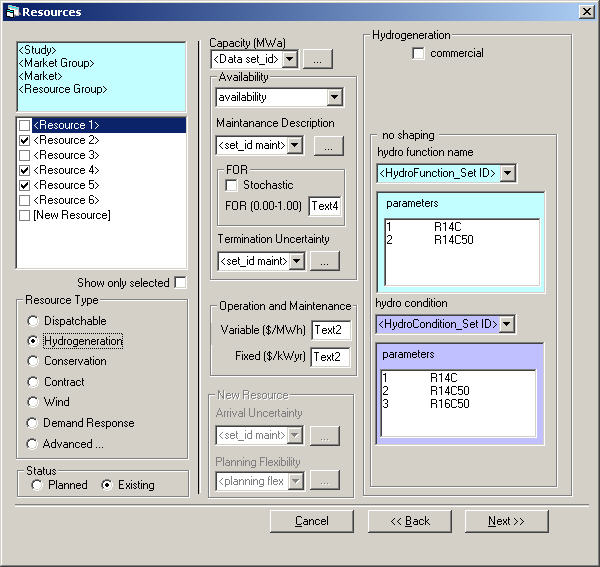 Resources
<Study>
<Market Group>
<Market>
<Resource Group>
<Resource 1>
<Resource 2>
<Resource 3>
<Resource 4>
<Resource 5>
<Resource 6>
[New Resource]
Show only selected
Resource Type
Dispatchable
Hydrogeneration
Conservation
Contract
Wind
Demand Response
Advanced ...
Status
Planned
Existing
Capacity (MWa)
<Data set_id> ...
Availability
availability
Maintanance Description
<set_id maint> ...
FOR
Stochastic
FOR (0.00-1.00) Text4
Termination Uncertainty
<set_id maint> ...
Operation and Maintenance
Variable ($/MWh) Text2
Fixed ($/kWyr) Text2
New Resource
Arrival Uncertainty
<set_id maint> ...
Planning Flexibility
<planning flex ...
Hydrogeneration
commercial
no shaping
hydro function name
<HydroFunction_Set ID>
parameters
1 R14C
2 R14C50
hydro condition
<HydroCondition_Set ID>
parameters
1 R14C
2 R14C50
3 R16C50
Cancel
<< Back
Next >>